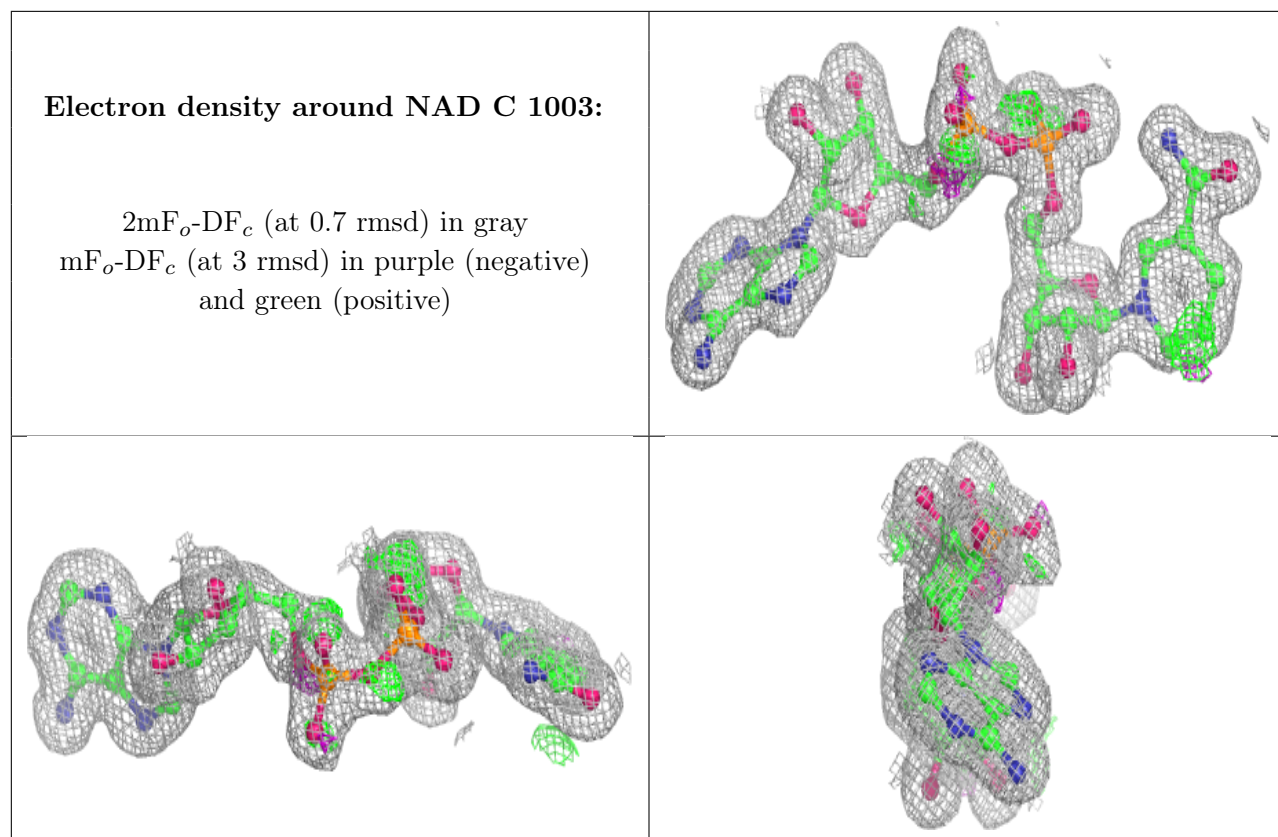 Electron density around NAD C 1003:
2mFₒ-DF𝒸 (at 0.7 rmsd) in gray
mFₒ-DF𝒸 (at 3 rmsd) in purple (negative)
and green (positive)